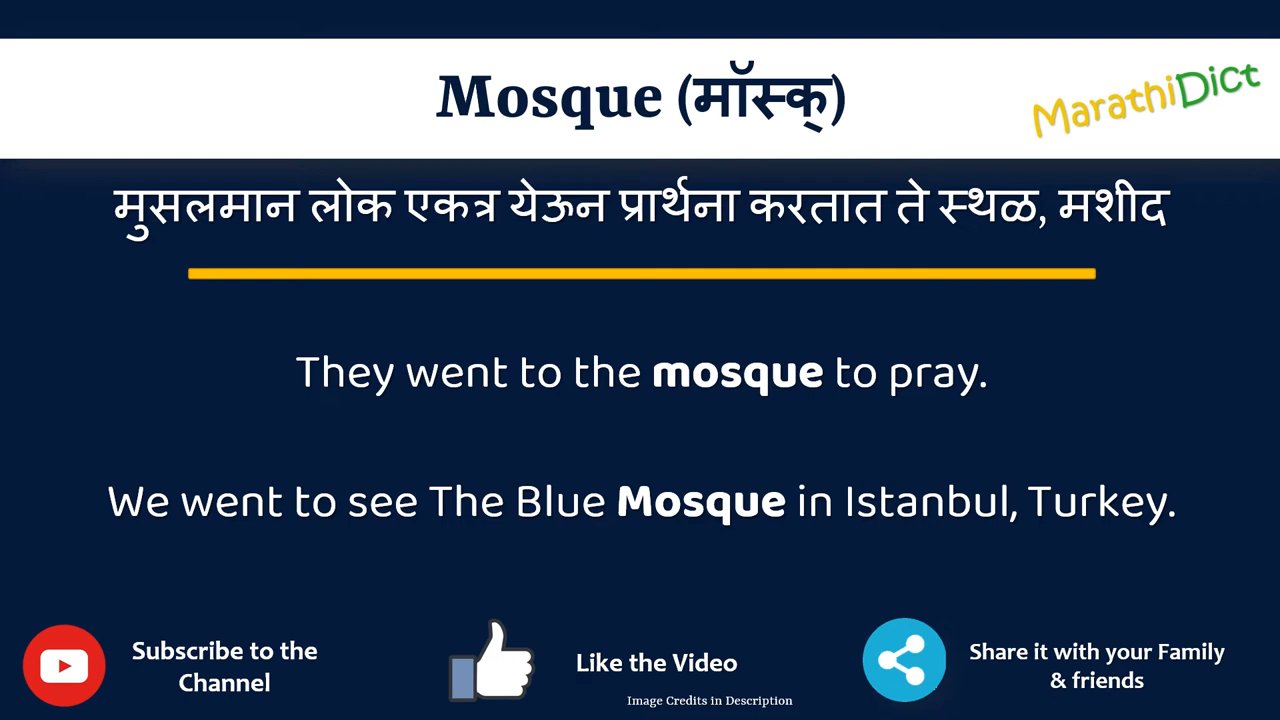 Mosque (मॉस्क्)
MarathiDict
मुसलमान लोक एकत्र येऊन प्रार्थना करतात ते स्थळ, मशीद
They went to the mosque to pray.
We went to see The Blue Mosque in Istanbul, Turkey.
Subscribe to the
Channel
Like the Video
Image Credits in Description
Share it with your Family
& friends